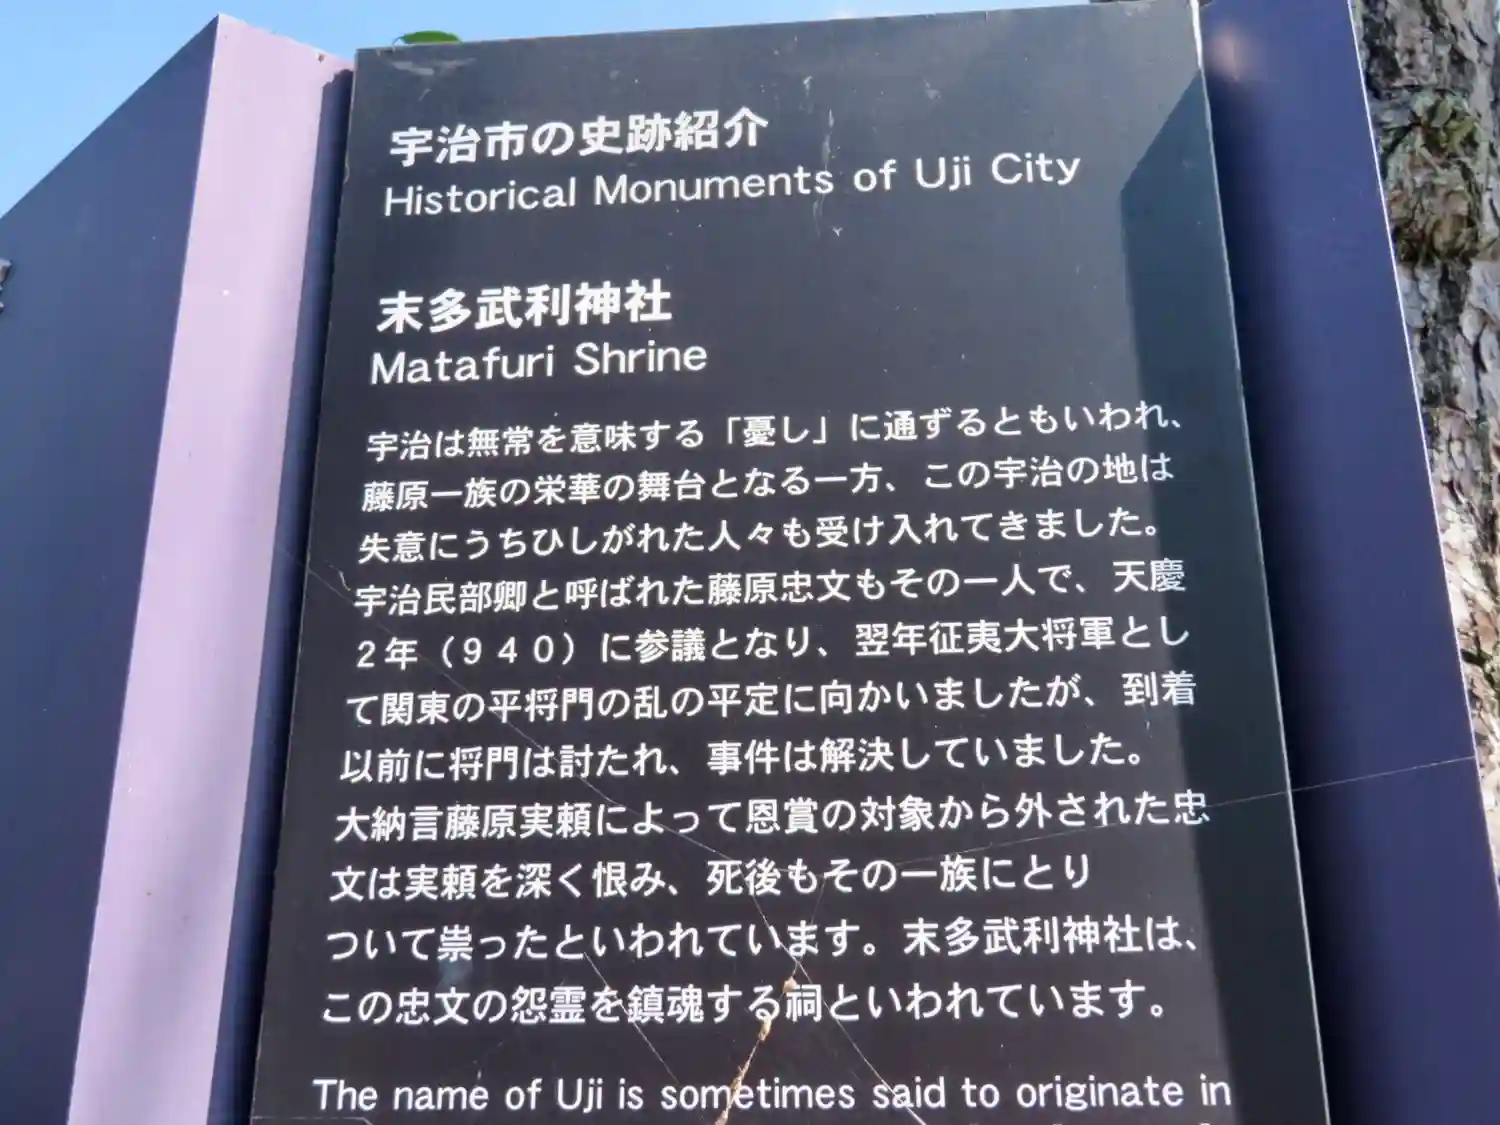 宇治市の史跡紹介
Historical Monuments of Uji City
末多武利神社
Matafuri Shrine
宇治は無常を意味する「憂し」に通ずるともいわれ、
藤原一族の栄華の舞台となる一方、この宇治の地は
失意にうちひしがれた人々も受け入れてきました。
宇治民部卿と呼ばれた藤原忠文もその一人で、天慶
2年（９４０）に参議となり、翌年征夷大将軍とし
て関東の平将門の乱の平定に向かいましたが、到着
以前に将門は討たれ、事件は解決していました。
大納言藤原実頼によって恩賞の対象から外された忠
文は実頼を深く恨み、死後もその一族にとり
ついて祟ったといわれています。末多武利神社は、
この忠文の怨霊を鎮魂する祠といわれています。
The name of Uji is sometimes said to originate in